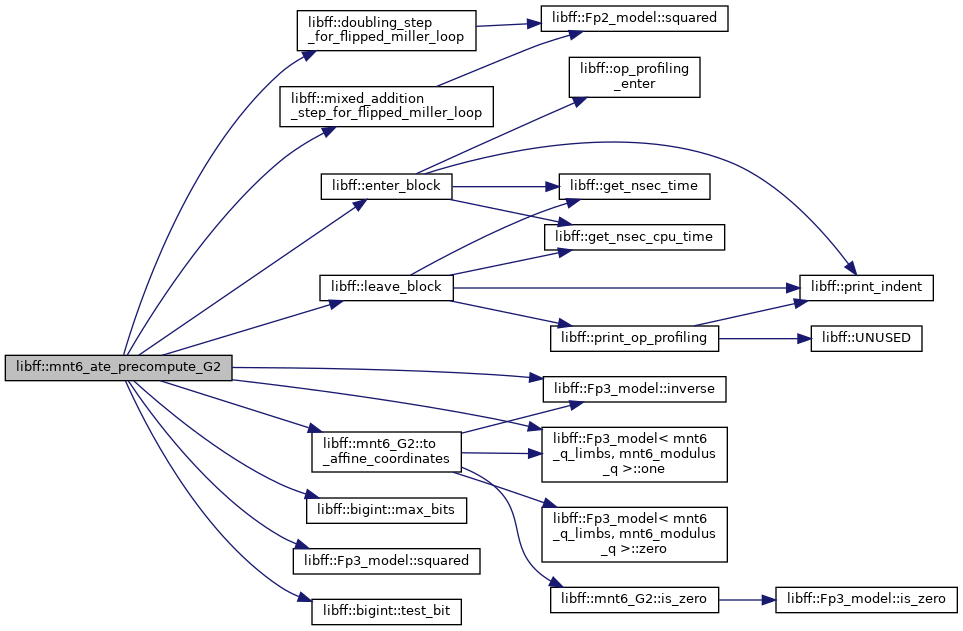 libff::doubling_step
_for_flipped_miller_loop
libff::Fp2_model::squared
libff::op_profiling
_enter
libff::mixed_addition
_step_for_flipped_miller_loop
libff::enter_block
libff::get_nsec_time
libff::get_nsec_cpu_time
libff::leave_block
libff::print_indent
libff::print_op_profiling
libff::UNUSED
libff::mnt6_ate_precompute_G2
libff::Fp3_model::inverse
libff::mnt6_G2::to
_affine_coordinates
libff::Fp3_model< mnt6
_q_limbs, mnt6_modulus
_q >::one
libff::bigint::max_bits
libff::Fp3_model< mnt6
_q_limbs, mnt6_modulus
_q >::zero
libff::Fp3_model::squared
libff::mnt6_G2::is_zero
libff::Fp3_model::is_zero
libff::bigint::test_bit